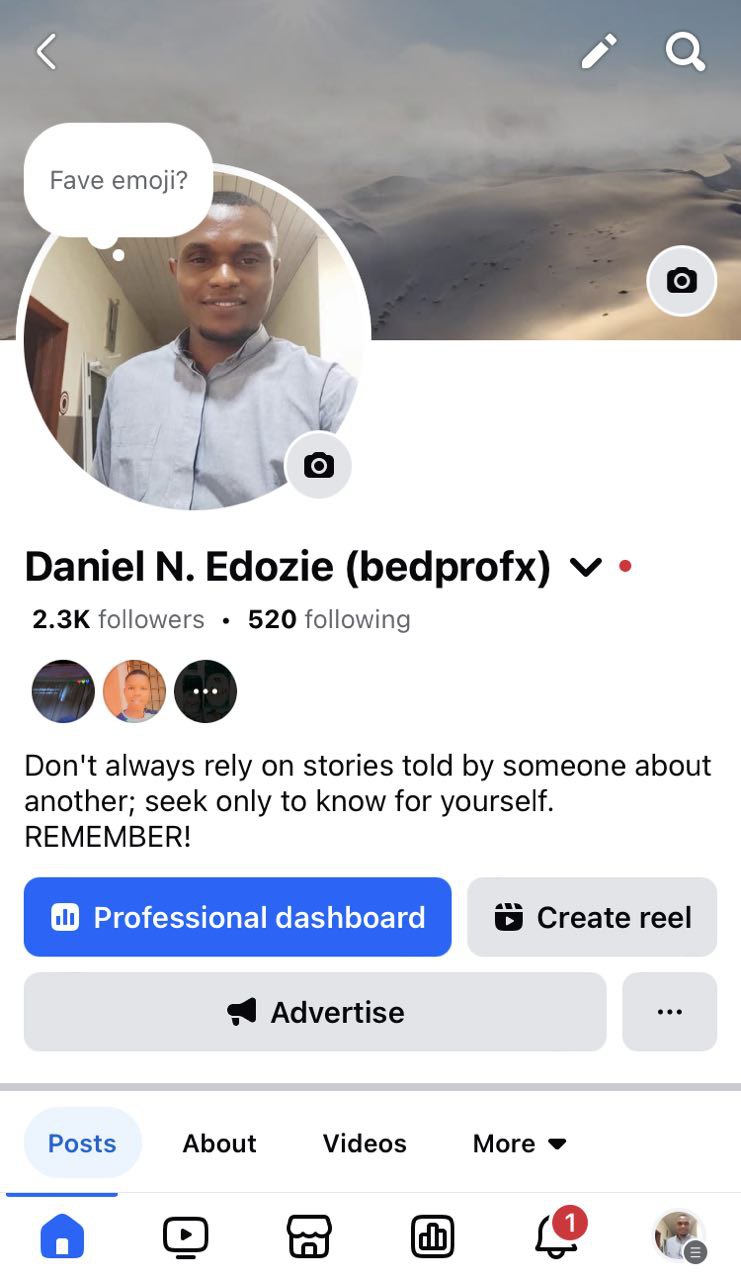 Fave emoji?
Daniel N. Edozie (bedprofx)
2.3K followers • 520 following
Don't always rely on stories told by someone about
another; seek only to know for yourself.
REMEMBER!
Professional dashboard
Create reel
Advertise
Posts
About
Videos
More
1